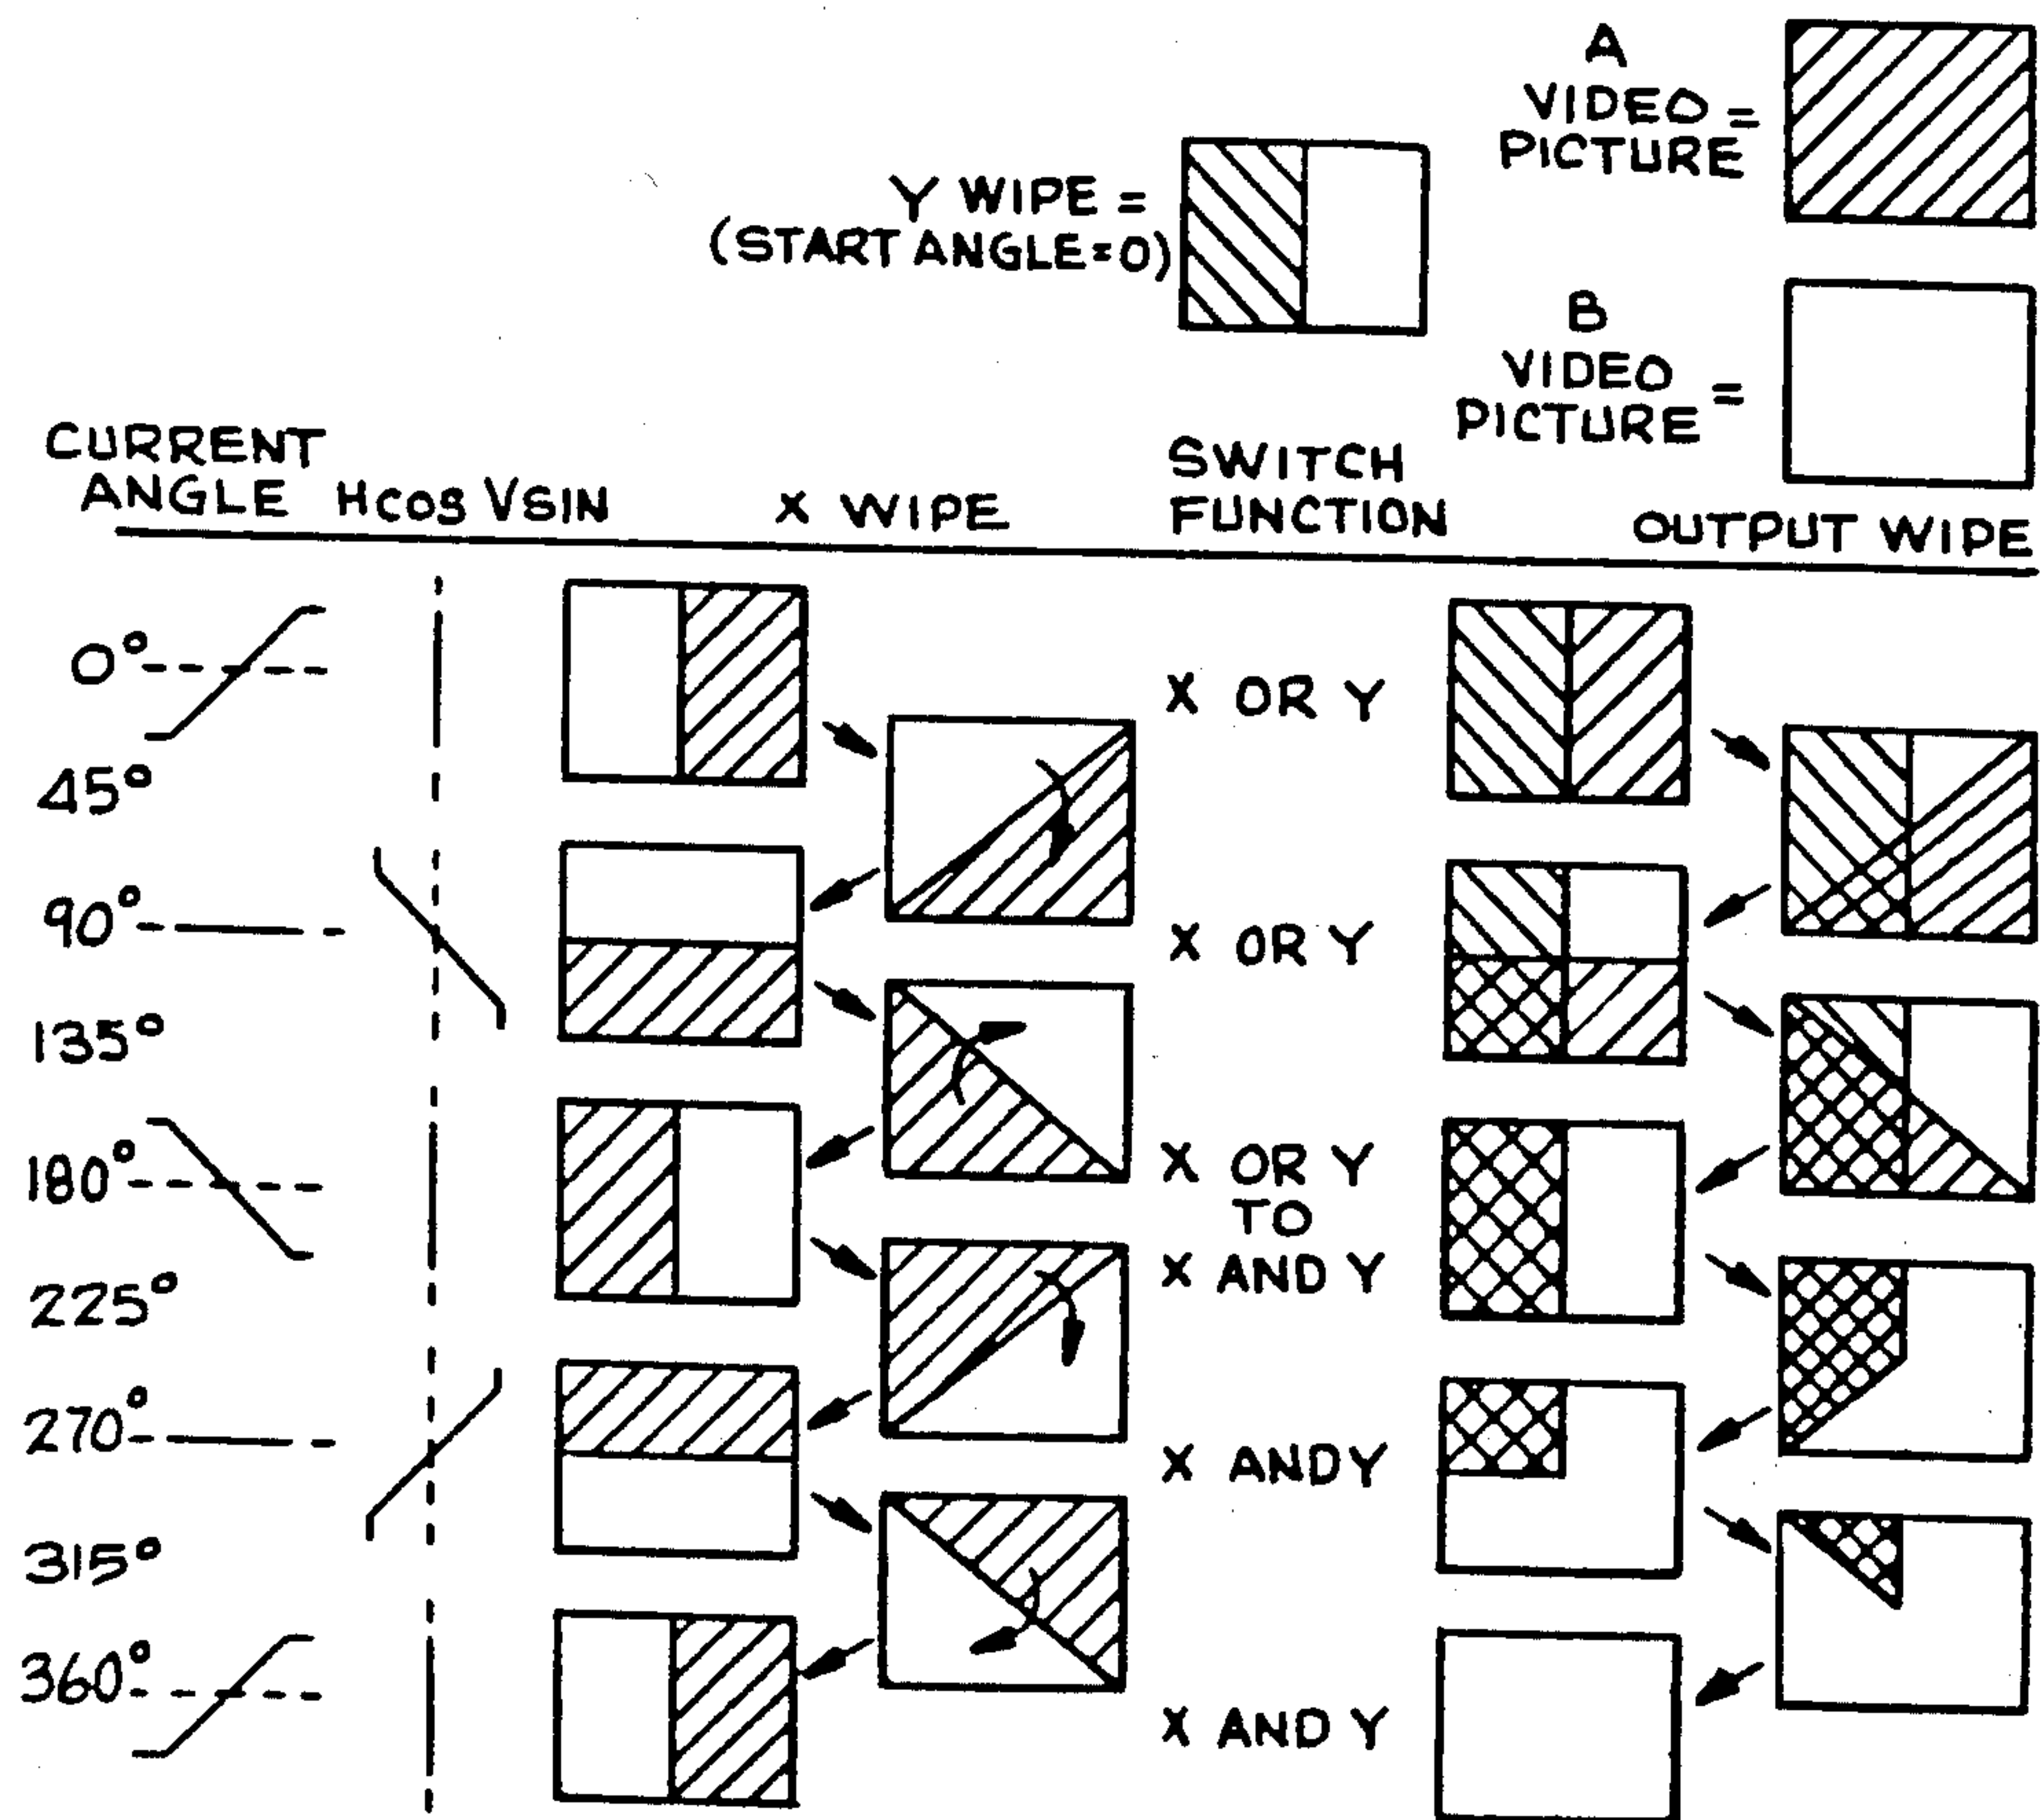 A
VIDEO =
PICTURE
Y WIPE =
(START ANGLE=0)
B
VIDEO =
PICTURE
CURRENT
ANGLE HCOS VSIN X WIPE SWITCH
FUNCTION OUTPUT WIPE
0°
X OR Y
45°
90°
X OR Y
135°
180°
X OR Y
TO
X AND Y
225°
270°
X ANDY
315°
360°
X AND Y